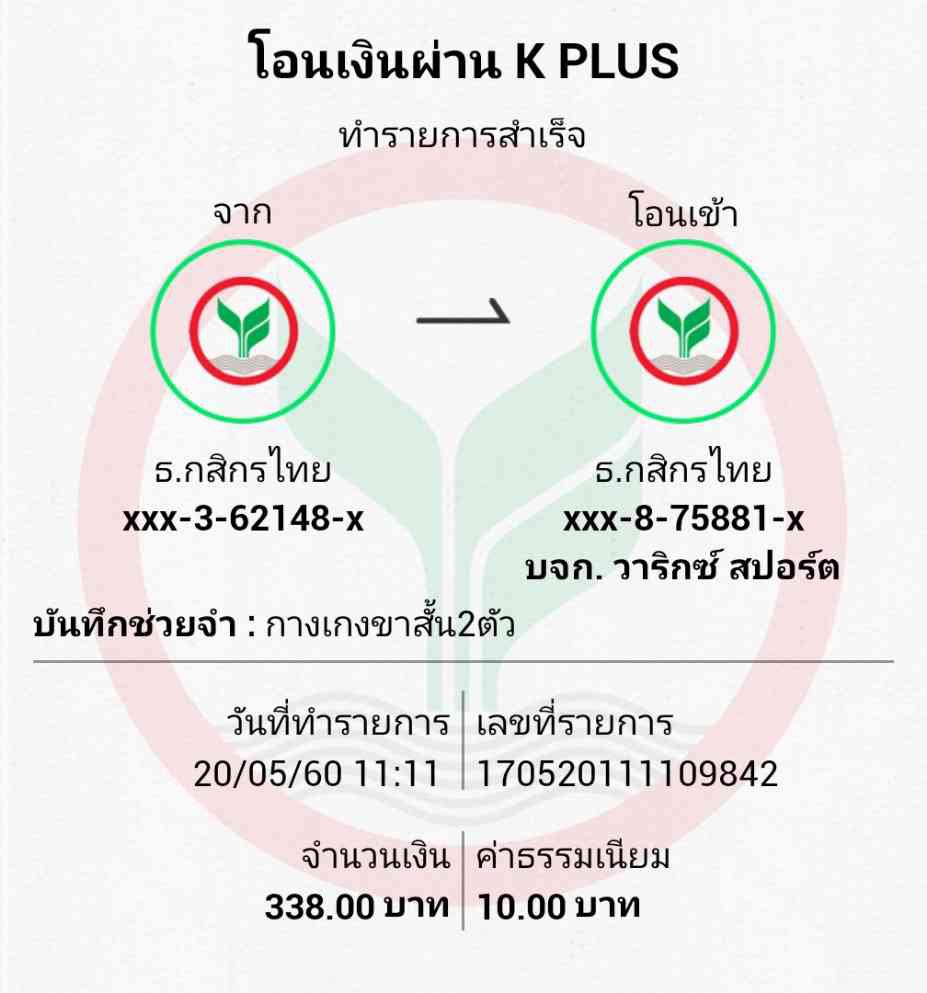 โอนเงินผ่าน K PLUS
ทำรายการสำเร็จ
จาก
โอนเข้า
ธ.กสิกรไทย
xxx-3-62148-x
ธ.กสิกรไทย
xxx-8-75881-x
บจก. วาริกซ์ สปอร์ต
บันทึกช่วยจำ : กางเกงขาสั้น2ตัว
วันที่ทำรายการ
20/05/60 11:11
เลขที่รายการ
170520111109842
จำนวนเงิน
338.00 บาท
ค่าธรรมเนียม
10.00 บาท